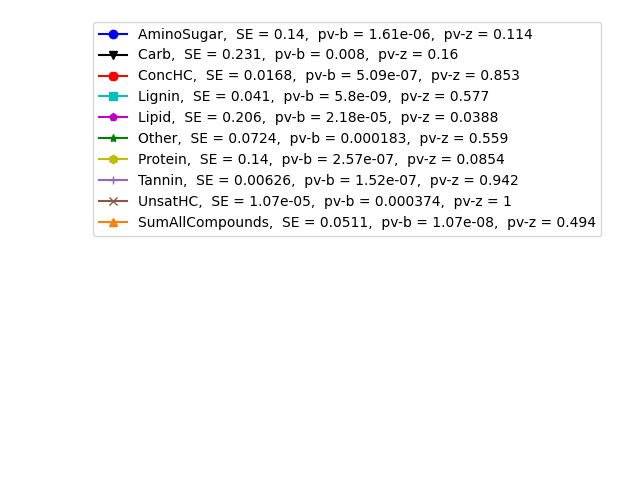 AminoSugar,  SE = 0.14,  pv-b = 1.61e-06,  pv-z = 0.114
Carb,  SE = 0.231,  pv-b = 0.008,  pv-z = 0.16
ConcHC,  SE = 0.0168,  pv-b = 5.09e-07,  pv-z = 0.853
Lignin,  SE = 0.041,  pv-b = 5.8e-09,  pv-z = 0.577
Lipid,  SE = 0.206,  pv-b = 2.18e-05,  pv-z = 0.0388
Other,  SE = 0.0724,  pv-b = 0.000183,  pv-z = 0.559
Protein,  SE = 0.14,  pv-b = 2.57e-07,  pv-z = 0.0854
Tannin,  SE = 0.00626,  pv-b = 1.52e-07,  pv-z = 0.942
UnsatHC,  SE = 1.07e-05,  pv-b = 0.000374,  pv-z = 1
SumAllCompounds,  SE = 0.0511,  pv-b = 1.07e-08,  pv-z = 0.494